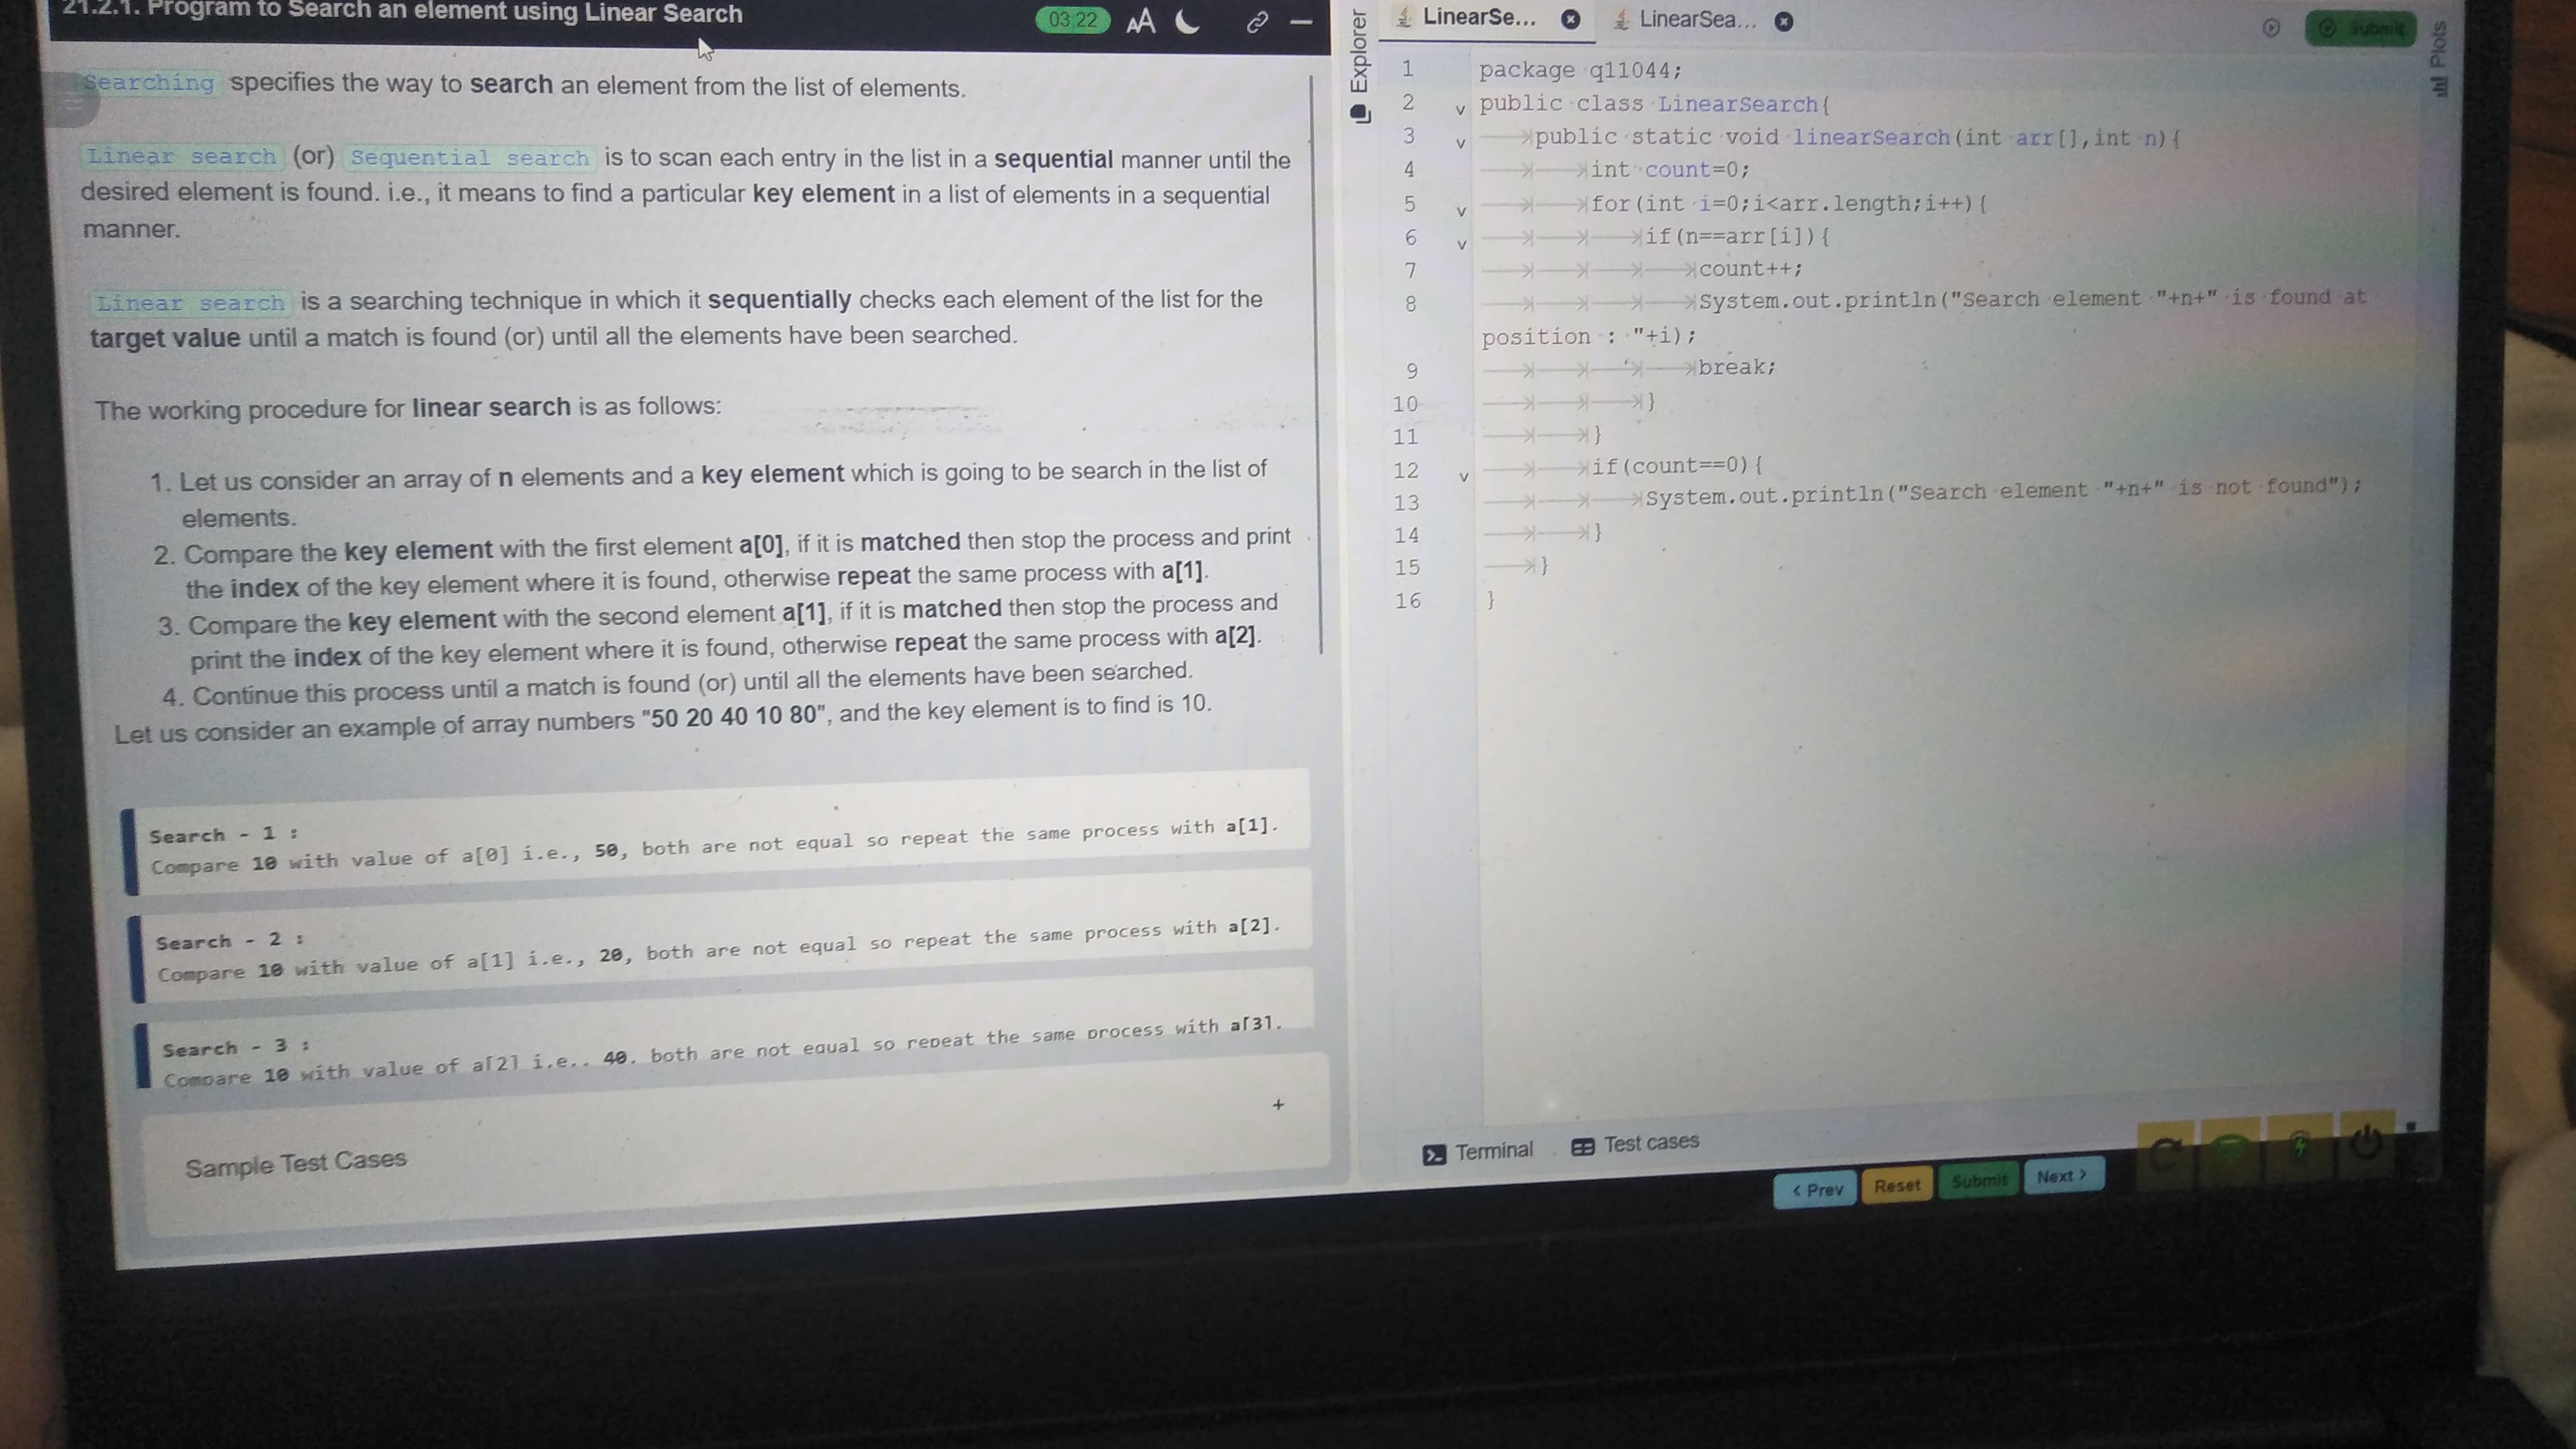 21.2.1. Program to Search an element using Linear Search
03:22
AA
Searching specifies the way to search an element from the list of elements.
Linear search (or) Sequential search is to scan each entry in the list in a sequential manner until the
desired element is found. i.e., it means to find a particular key element in a list of elements in a sequential
manner.
Linear search is a searching technique in which it sequentially checks each element of the list for the
target value until a match is found (or) until all the elements have been searched.
The working procedure for linear search is as follows:
1. Let us consider an array of n elements and a key element which is going to be search in the list of
elements.
2. Compare the key element with the first element a[0], if it is matched then stop the process and print
the index of the key element where it is found, otherwise repeat the same process with a[1].
3. Compare the key element with the second element a[1], if it is matched then stop the process and
print the index of the key element where it is found, otherwise repeat the same process with a[2].
4. Continue this process until a match is found (or) until all the elements have been searched.
Let us consider an example of array numbers "50 20 40 10 80", and the key element is to find is 10.
Search - 1 :
Compare 10 with value of a[0] i.e., 50, both are not equal so repeat the same process with a[1].
Search - 2 :
Compare 10 with value of a[1] i.e., 20, both are not equal so repeat the same process with a[2].
Search - 3 :
Compare 10 with value of a[2] i.e.. 40. both are not equal so repeat the same process with a[3].
Sample Test Cases
+
Explorer
LinearSe...
LinearSea...
Submit
Plots
1 package q11044;
2 public class LinearSearch{
3 public static void linearSearch(int arr[],int n){
4 int count=0;
5 for(int i=0;i<arr.length;i++){
6 if(n==arr[i]){
7 count++;
8 System.out.println("Search element "+n+" is found at
position : "+i);
9 break;
10 }
11 }
12 if(count==0){
13 System.out.println("Search element "+n+" is not found");
14 }
15 }
16 }
Terminal
Test cases
< Prev
Reset
Submit
Next >